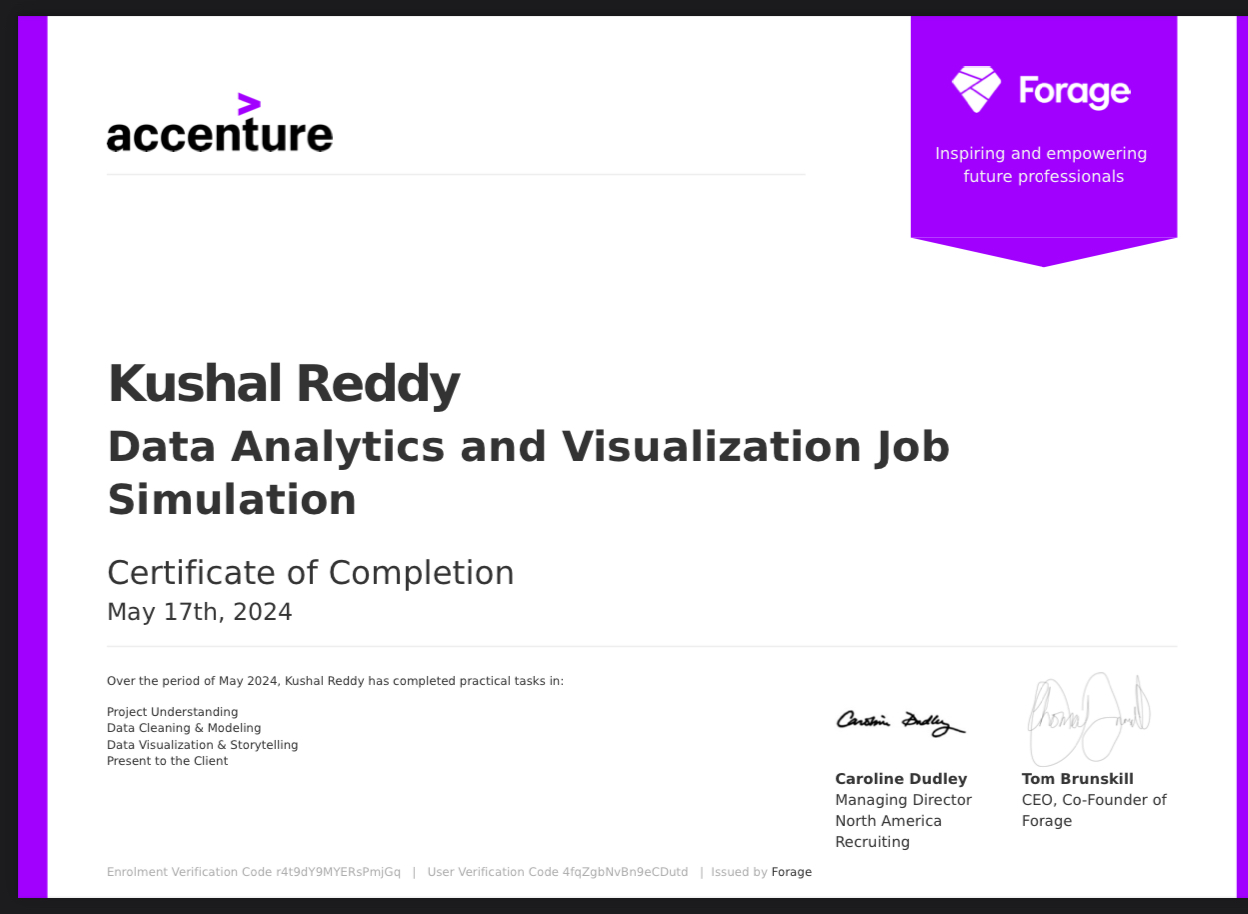 accenture
Forage
Inspiring and empowering
future professionals
Kushal Reddy
Data Analytics and Visualization Job
Simulation
Certificate of Completion
May 17th, 2024
Over the period of May 2024, Kushal Reddy has completed practical tasks in:
Project Understanding
Data Cleaning & Modeling
Data Visualization & Storytelling
Present to the Client
Caroline Dudley
Caroline Dudley
Managing Director
North America
Recruiting
Tom Brunskill
CEO, Co-Founder of
Forage
Enrolment Verification Code r4t9dY9MYERsPmjGq | User Verification Code 4fqZgbNvBn9eCDutd | Issued by Forage